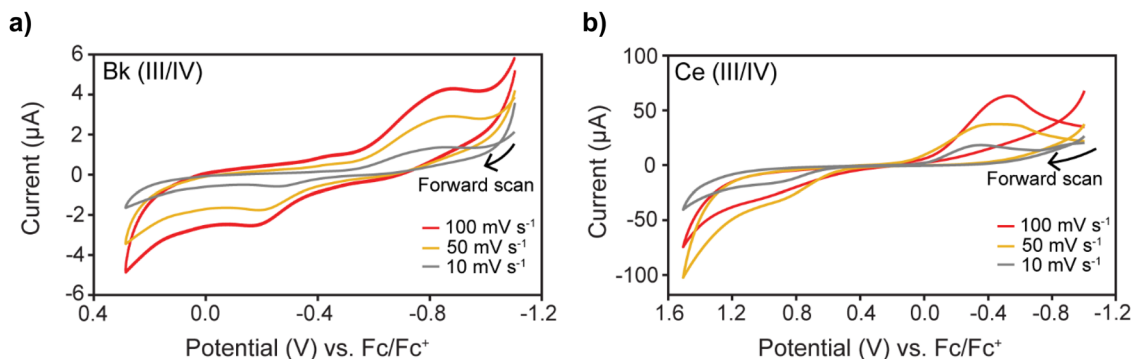 a)
Bk (III/IV)
Current (µA)
6
4
2
0
-2
-4
-6
Forward scan
100 mV s⁻¹
50 mV s⁻¹
10 mV s⁻¹
0.4 0.0 -0.4 -0.8 -1.2
Potential (V) vs. Fc/Fc⁺
b)
Ce (III/IV)
Current (µA)
100
50
0
-50
-100
Forward scan
100 mV s⁻¹
50 mV s⁻¹
10 mV s⁻¹
1.6 1.2 0.8 0.4 0.0 -0.4 -0.8 -1.2
Potential (V) vs. Fc/Fc⁺